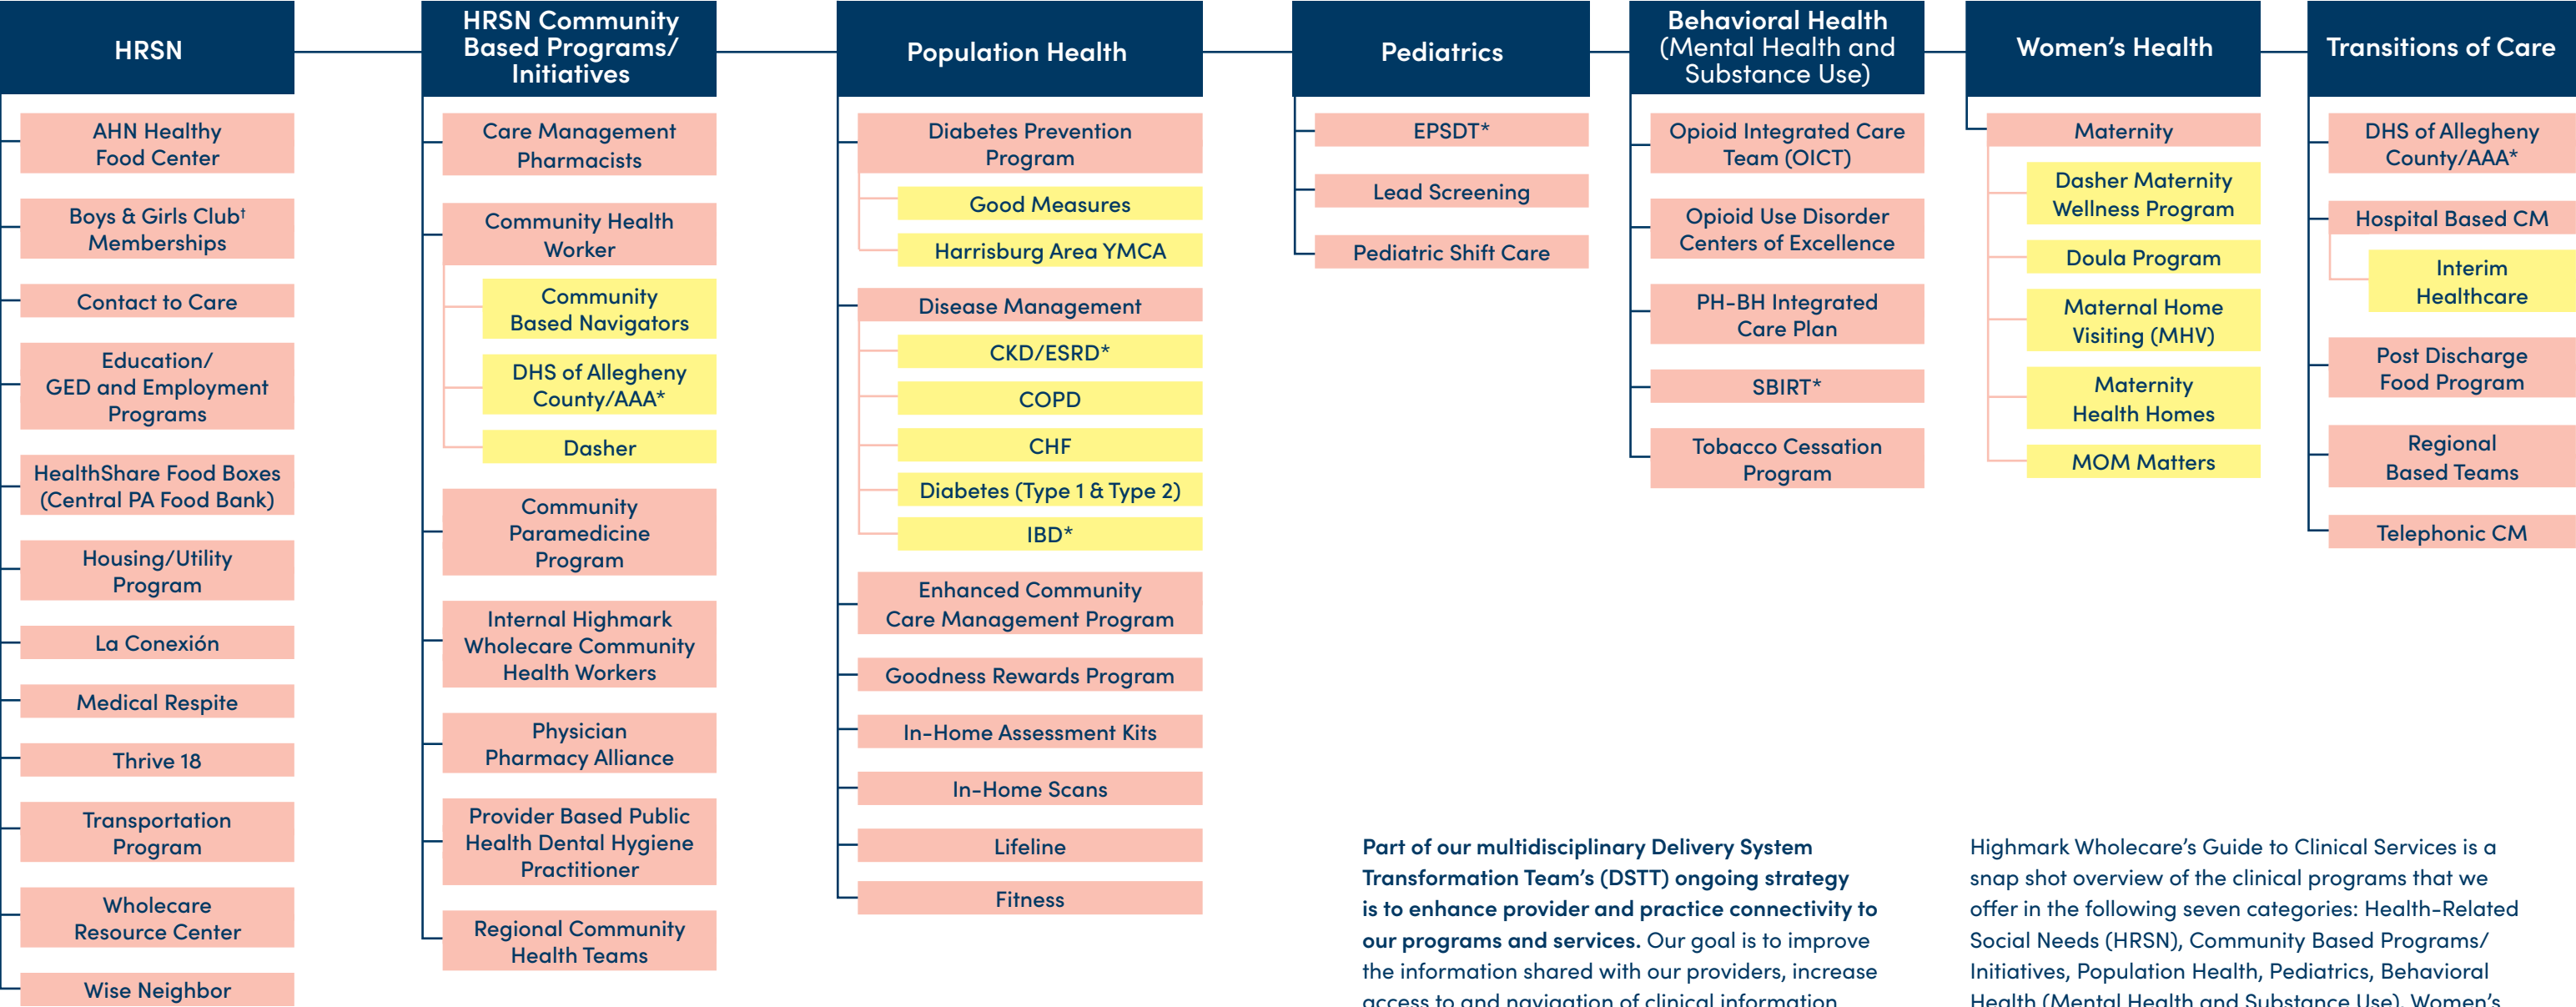 HRSN
AHN Healthy
Food Center
Boys & Girls Club†
Memberships
Contact to Care
Education/
GED and Employment
Programs
HealthShare Food Boxes
(Central PA Food Bank)
Housing/Utility
Program
La Conexión
Medical Respite
Thrive 18
Transportation
Program
Wholecare
Resource Center
Wise Neighbor
HRSN Community
Based Programs/
Initiatives
Care Management
Pharmacists
Community Health
Worker
Community
Based Navigators
DHS of Allegheny
County/AAA*
Dasher
Community
Paramedicine
Program
Internal Highmark
Wholecare Community
Health Workers
Physician
Pharmacy Alliance
Provider Based Public
Health Dental Hygiene
Practitioner
Regional Community
Health Teams
Population Health
Diabetes Prevention
Program
Good Measures
Harrisburg Area YMCA
Disease Management
CKD/ESRD*
COPD
CHF
Diabetes (Type 1 & Type 2)
IBD*
Enhanced Community
Care Management Program
Goodness Rewards Program
In-Home Assessment Kits
In-Home Scans
Lifeline
Fitness
Pediatrics
EPSDT*
Lead Screening
Pediatric Shift Care
Behavioral Health
(Mental Health and
Substance Use)
Opioid Integrated Care
Team (OICT)
Opioid Use Disorder
Centers of Excellence
PH-BH Integrated
Care Plan
SBIRT*
Tobacco Cessation
Program
Women's Health
Maternity
Dasher Maternity
Wellness Program
Doula Program
Maternal Home
Visiting (MHV)
Maternity
Health Homes
MOM Matters
Transitions of Care
DHS of Allegheny
County/AAA*
Hospital Based CM
Interim
Healthcare
Post Discharge
Food Program
Regional
Based Teams
Telephonic CM
Part of our multidisciplinary Delivery System
Transformation Team's (DSTT) ongoing strategy
is to enhance provider and practice connectivity to
our programs and services. Our goal is to improve
the information shared with our providers, increase
access to and navigation of clinical information
Highmark Wholecare's Guide to Clinical Services is a
snap shot overview of the clinical programs that we
offer in the following seven categories: Health-Related
Social Needs (HRSN), Community Based Programs/
Initiatives, Population Health, Pediatrics, Behavioral
Health (Mental Health and Substance Use), Women's